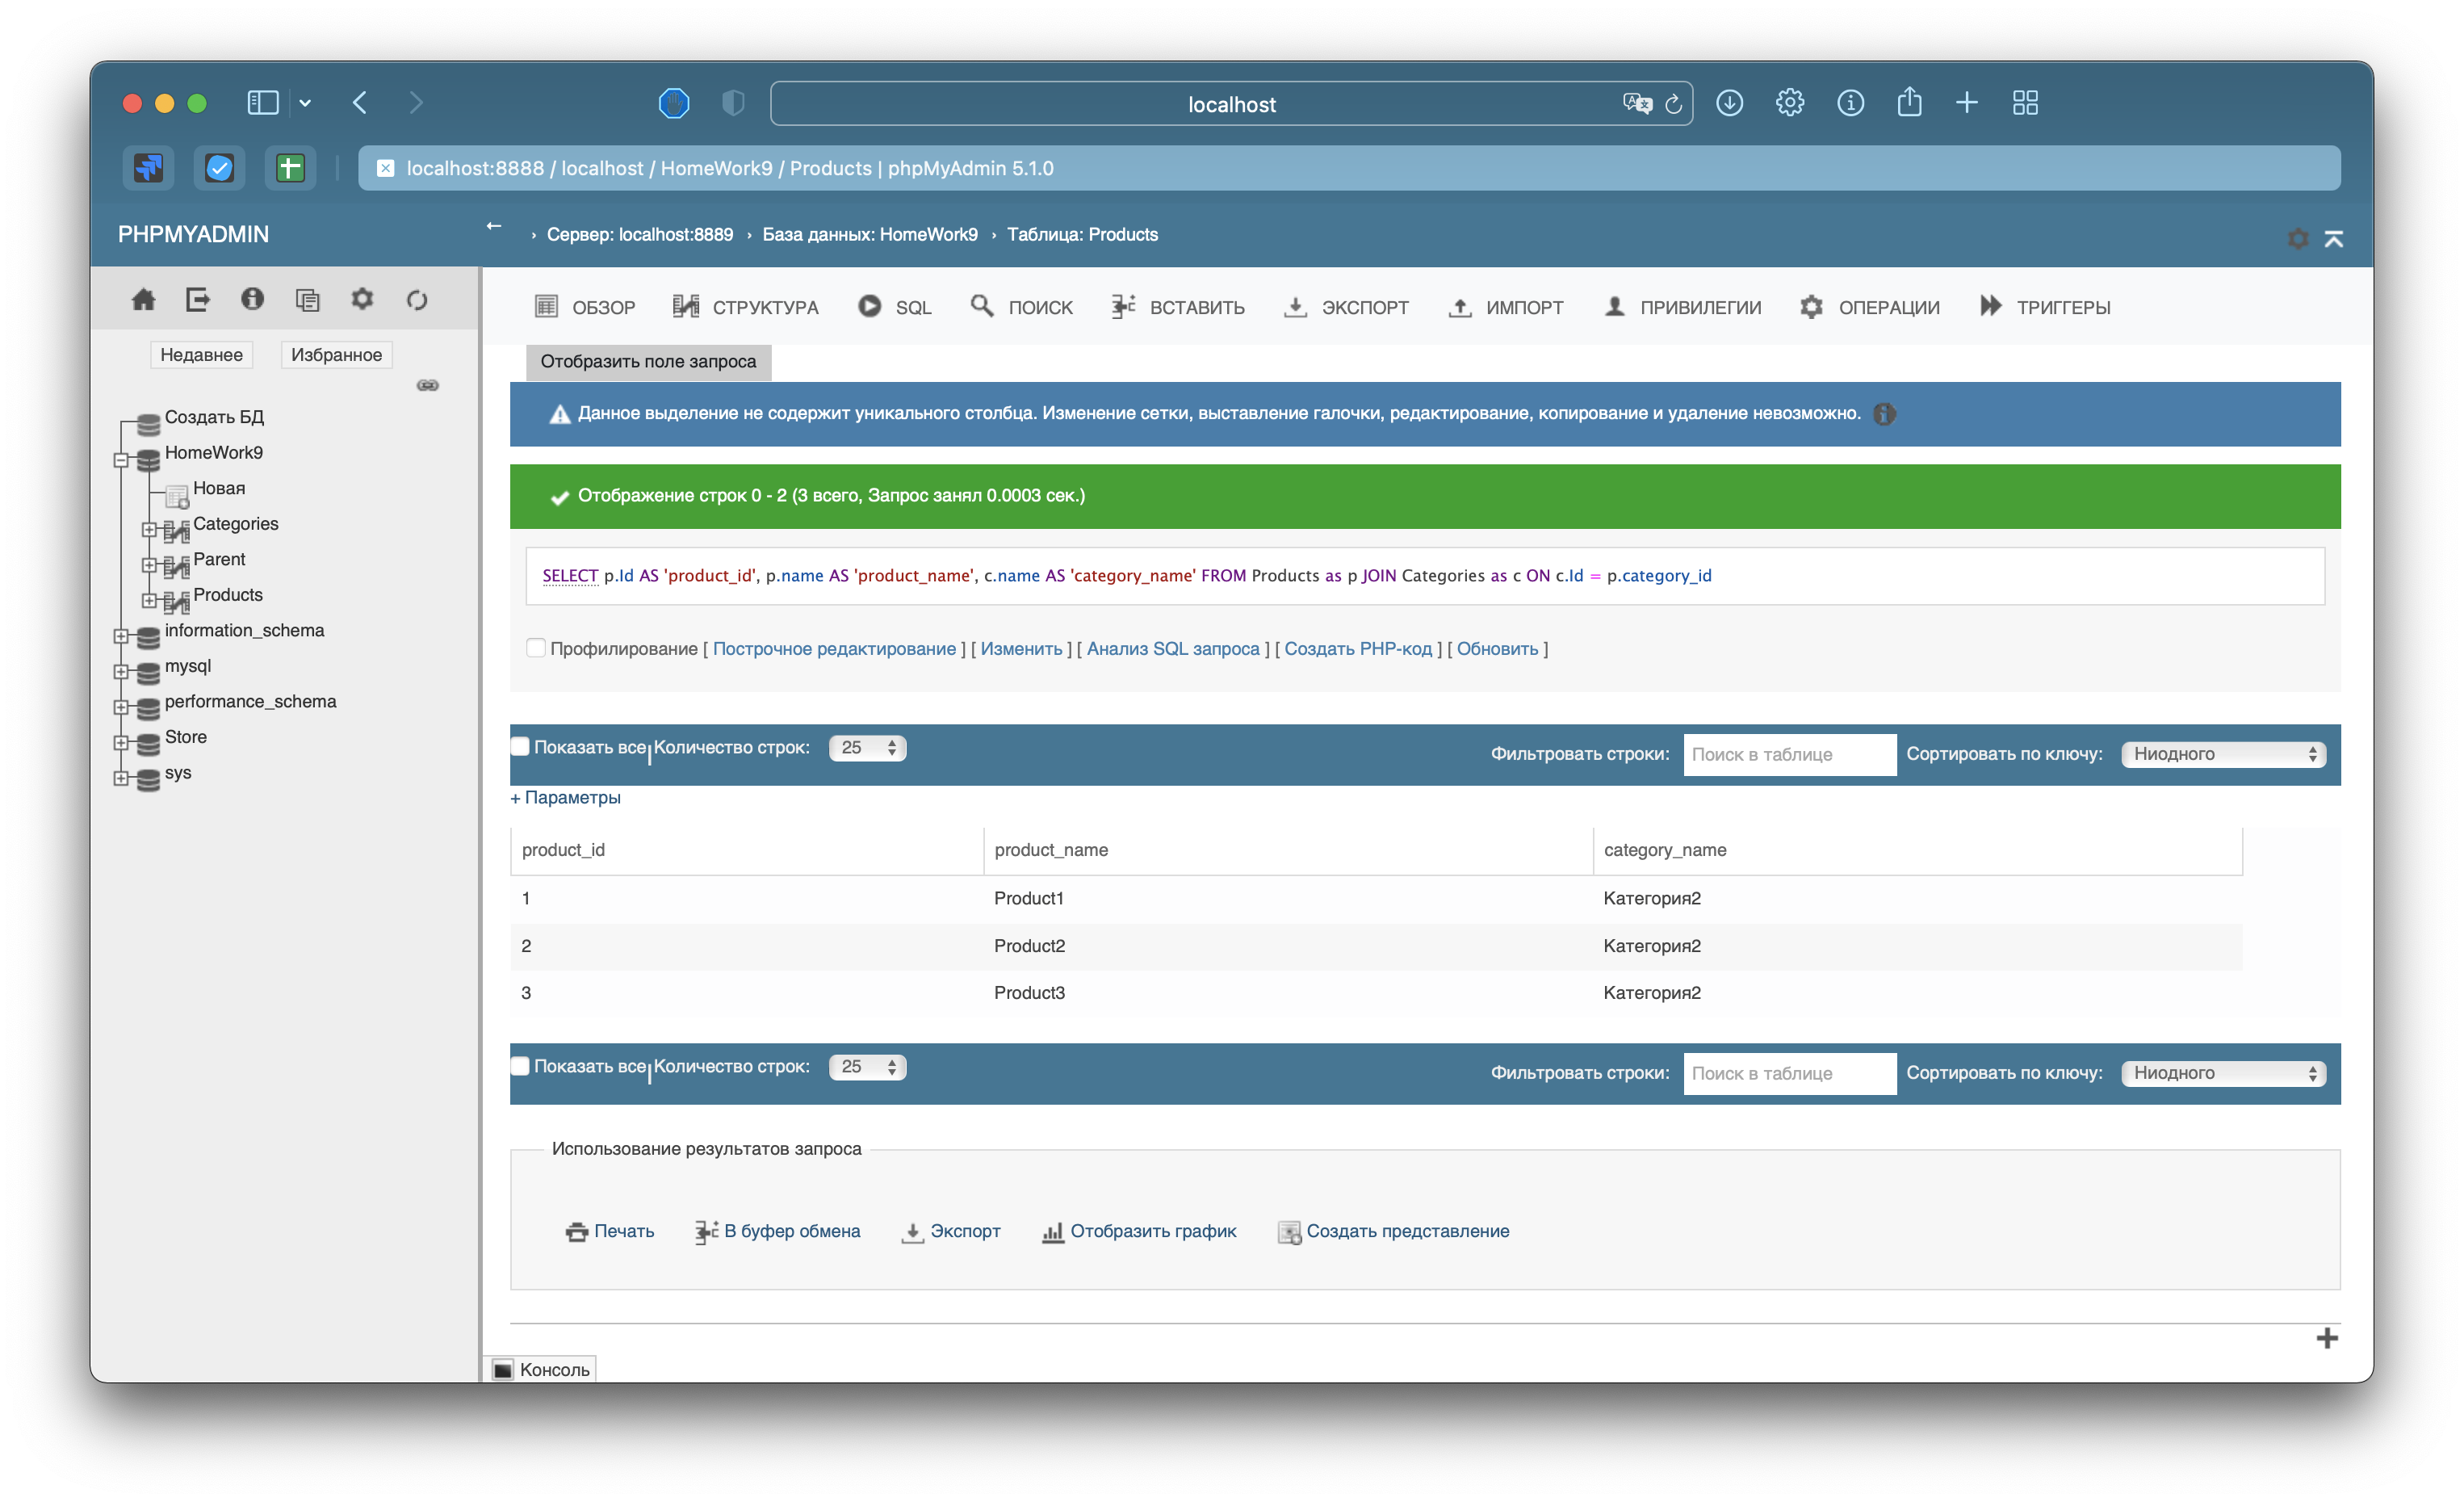 localhost
localhost:8888 / localhost / HomeWork9 / Products | phpMyAdmin 5.1.0
PHPMYADMIN
← › Сервер: localhost:8889 › База данных: HomeWork9 › Таблица: Products
ОБЗОР СТРУКТУРА SQL ПОИСК ВСТАВИТЬ ЭКСПОРТ ИМПОРТ ПРИВИЛЕГИИ ОПЕРАЦИИ ТРИГГЕРЫ
Недавнее Избранное
Создать БД
HomeWork9
Новая
Categories
Parent
Products
information_schema
mysql
performance_schema
Store
sys
Отобразить поле запроса
Данное выделение не содержит уникального столбца. Изменение сетки, выставление галочки, редактирование, копирование и удаление невозможно.
Отображение строк 0 - 2 (3 всего, Запрос занял 0.0003 сек.)
SELECT p.Id AS 'product_id', p.name AS 'product_name', c.name AS 'category_name' FROM Products as p JOIN Categories as c ON c.Id = p.category_id
Профилирование [ Построчное редактирование ] [ Изменить ] [ Анализ SQL запроса ] [ Создать PHP-код ] [ Обновить ]
Показать все | Количество строк: 25 Фильтровать строки: Поиск в таблице Сортировать по ключу: Ниодного
+ Параметры
product_id product_name category_name
1 Product1 Категория2
2 Product2 Категория2
3 Product3 Категория2
Показать все | Количество строк: 25 Фильтровать строки: Поиск в таблице Сортировать по ключу: Ниодного
Использование результатов запроса
Печать В буфер обмена Экспорт Отобразить график Создать представление
Консоль